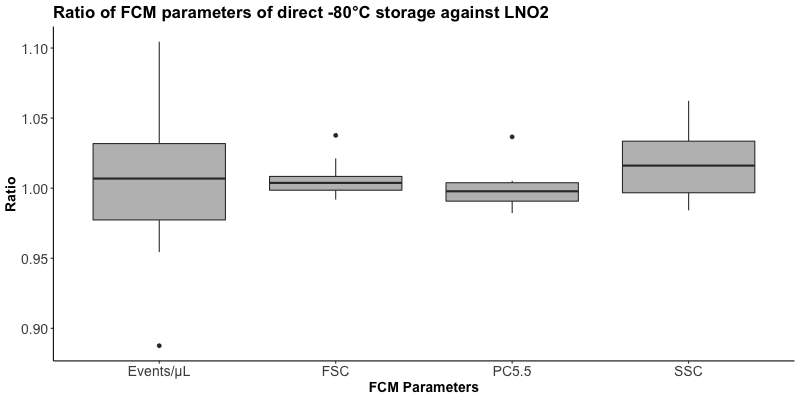 Ratio of FCM parameters of direct -80°C storage against LNO2
Ratio
1.10
1.05
1.00
0.95
0.90
Events/μL FSC PC5.5 SSC
FCM Parameters